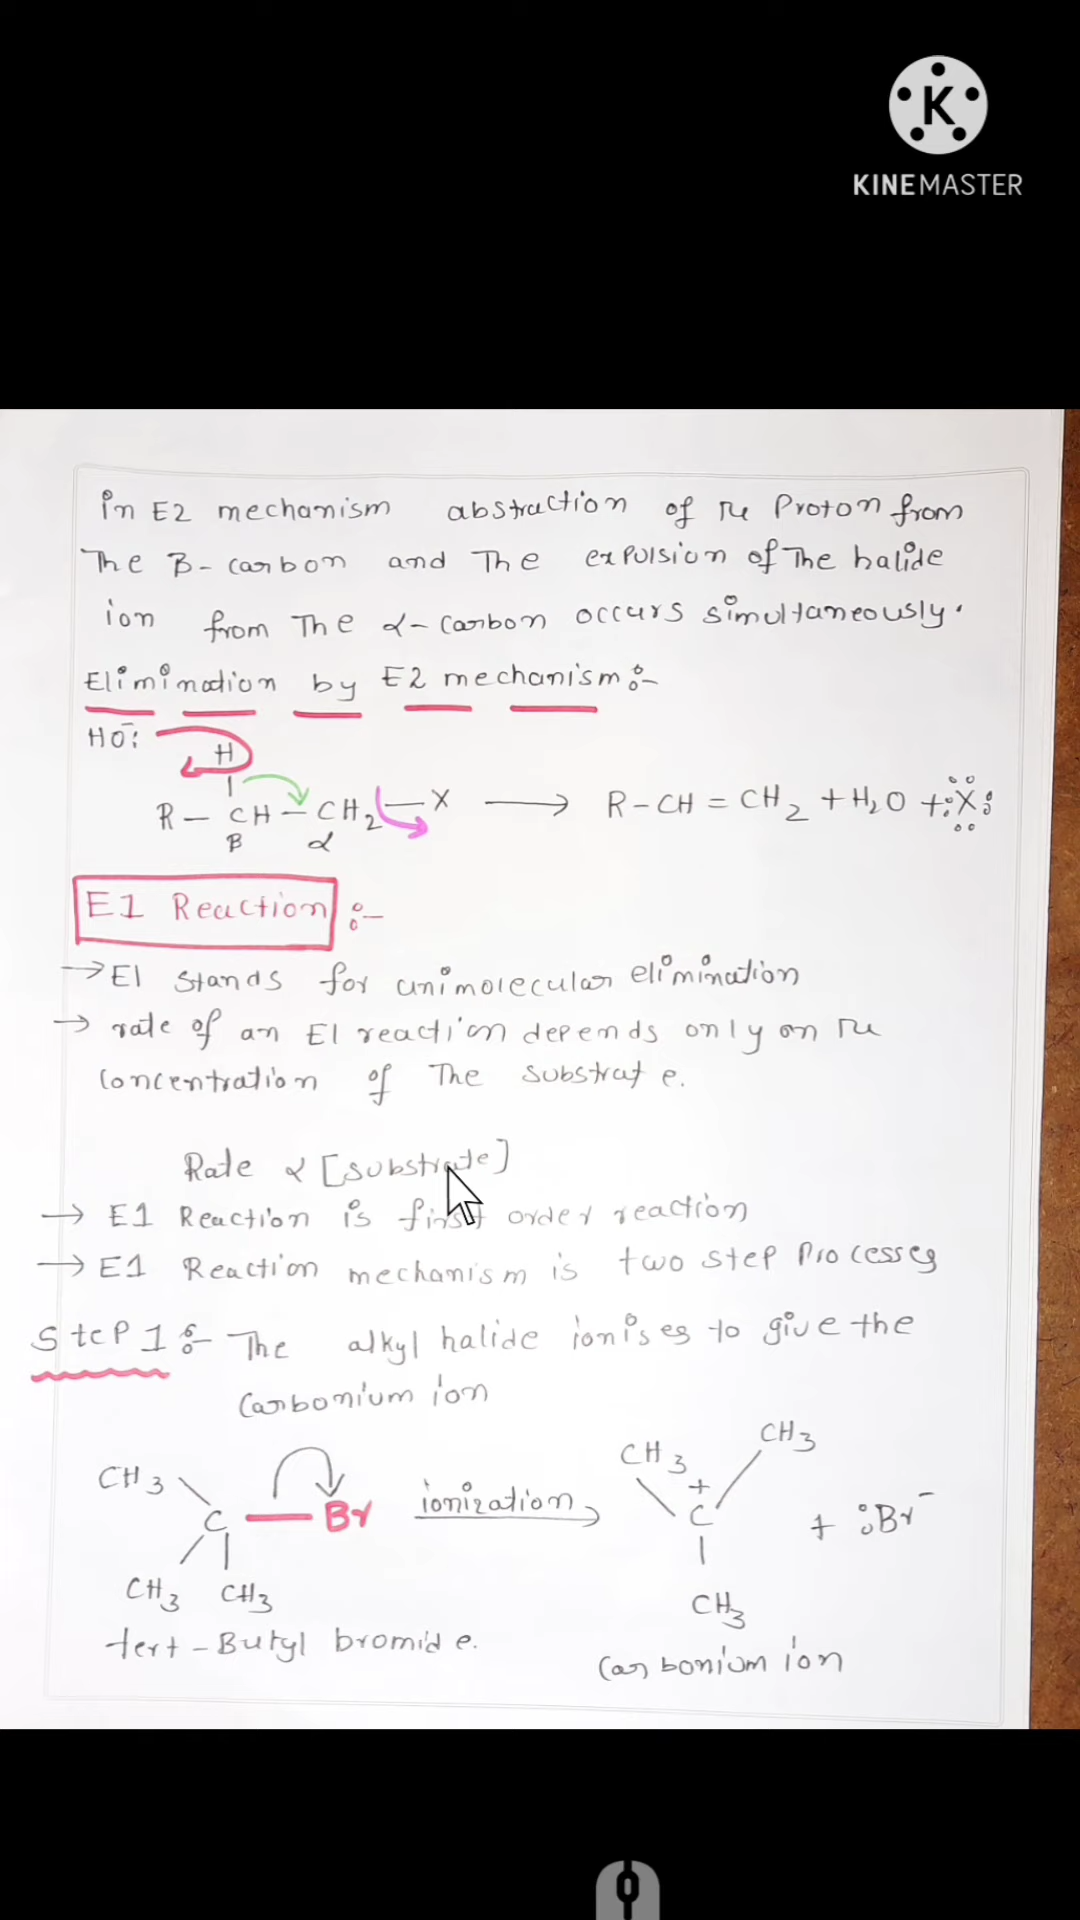 K
KINEMASTER
in E2 mechanism abstraction of The Proton from
The B-carbon and The expulsion of The halide
ion from The α-carbon occurs simultaneously.
Elimination by E2 mechanism:-
HO⁻:
H
R-CH-CH2-X → R-CH=CH2+H2O+:X:
B α
E1 Reaction :-
→ E1 stands for unimolecular elimination
→ rate of an E1 reaction depends only on The
Concentration of The substrate.
Rate α [substrate]
→ E1 Reaction is first order reaction
→ E1 Reaction mechanism is two step Processes
Step 1:- The alkyl halide ionises to give the
Carbonium ion
CH3 CH3 CH3
C-Br ionization C+ + :Br⁻
CH3 CH3 CH3
tert-Butyl bromide. Carbonium ion